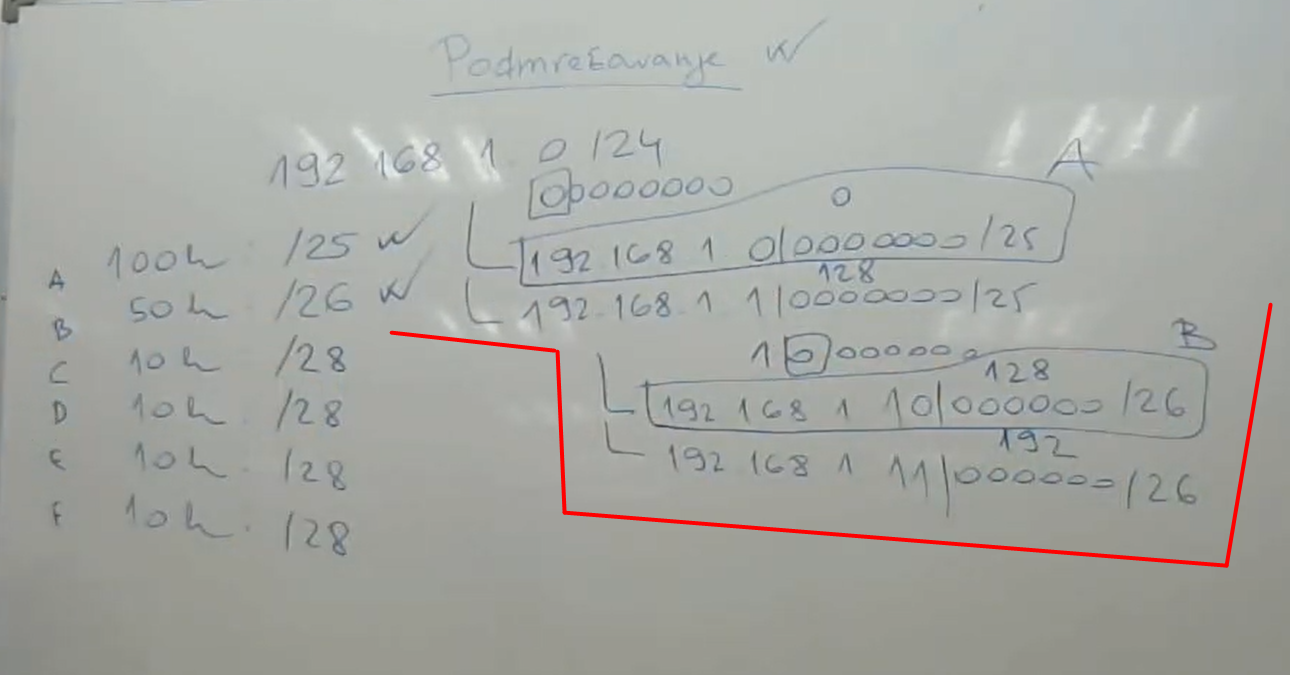 Podmrežavanje
192 168 1. 0 /24
00000000
A
0
A 100h /25
192.168 1 0|0000000/25
128
B 50h /26
192.168.1 1|0000000/25
C 10h /28
1 0 000000
B
128
D 10h /28
192 168 1 10|000000 /26
192
E 10h /28
192 168 1 11|000000/26
F 10h /28